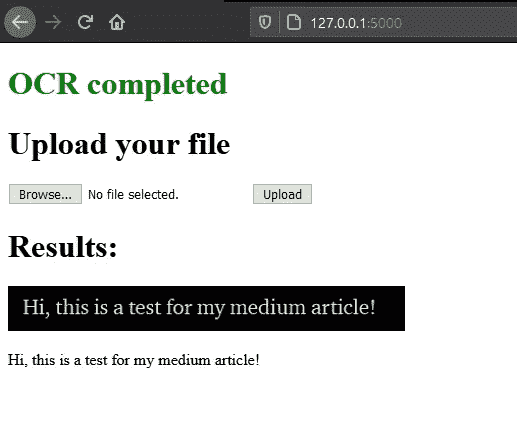 127.0.0.1:5000
OCR completed
Upload your file
Browse... No file selected. Upload
Results:
Hi, this is a test for my medium article!
Hi, this is a test for my medium article!